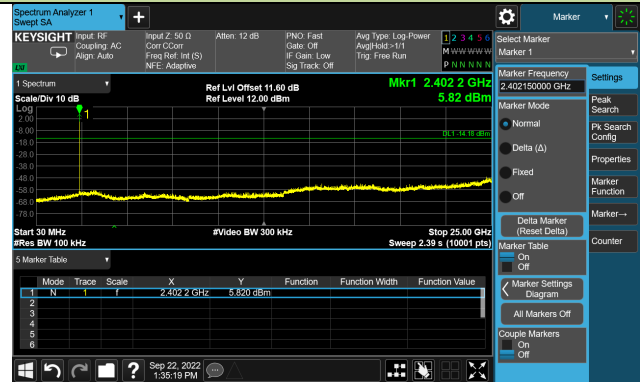 Spectrum Analyzer 1
Swept SA
KEYSIGHT
Input: RF
Coupling: AC
Align: Auto
Input Z: 50 Ω
Corr CCorr
Freq Ref: Int (S)
NFE: Adaptive
Atten: 12 dB
PNO: Fast
Gate: Off
IF Gain: Low
Sig Track: Off
Avg Type: Log-Power
Avg|Hold:>1/1
Trig: Free Run
1 2 3 4 5 6
M W W W W W
P N N N N N
LXI
1 Spectrum
Scale/Div 10 dB
Ref Lvl Offset 11.60 dB
Ref Level 12.00 dBm
Mkr1 2.402 2 GHz
5.82 dBm
Log
2.00
-8.00
-18.0
-28.0
-38.0
-48.0
-58.0
-68.0
-78.0
1
DL1 -14.18 dBm
Start 30 MHz
#Res BW 100 kHz
#Video BW 300 kHz
Stop 25.00 GHz
Sweep 2.39 s (10001 pts)
5 Marker Table
Mode Trace Scale X Y Function Function Width Function Value
1 N 1 f 2.402 2 GHz 5.820 dBm
2
3
4
5
6
Sep 22, 2022
1:35:19 PM
Marker
Select Marker
Marker 1
Marker Frequency
2.402150000 GHz
Marker Mode
Normal
Delta (Δ)
Fixed
Off
Delta Marker
(Reset Delta)
Marker Table
On
Off
Marker Settings
Diagram
All Markers Off
Couple Markers
On
Off
Settings
Peak
Search
Pk Search
Config
Properties
Marker
Function
Marker→
Counter